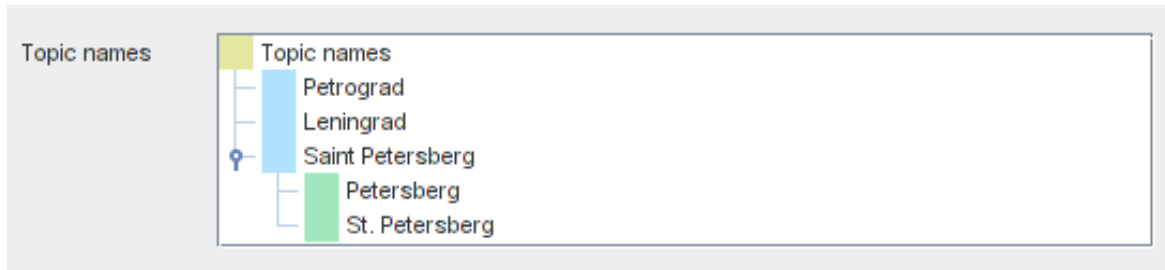 Topic names
Topic names
Petrograd
Leningrad
Saint Petersberg
Petersberg
St. Petersberg